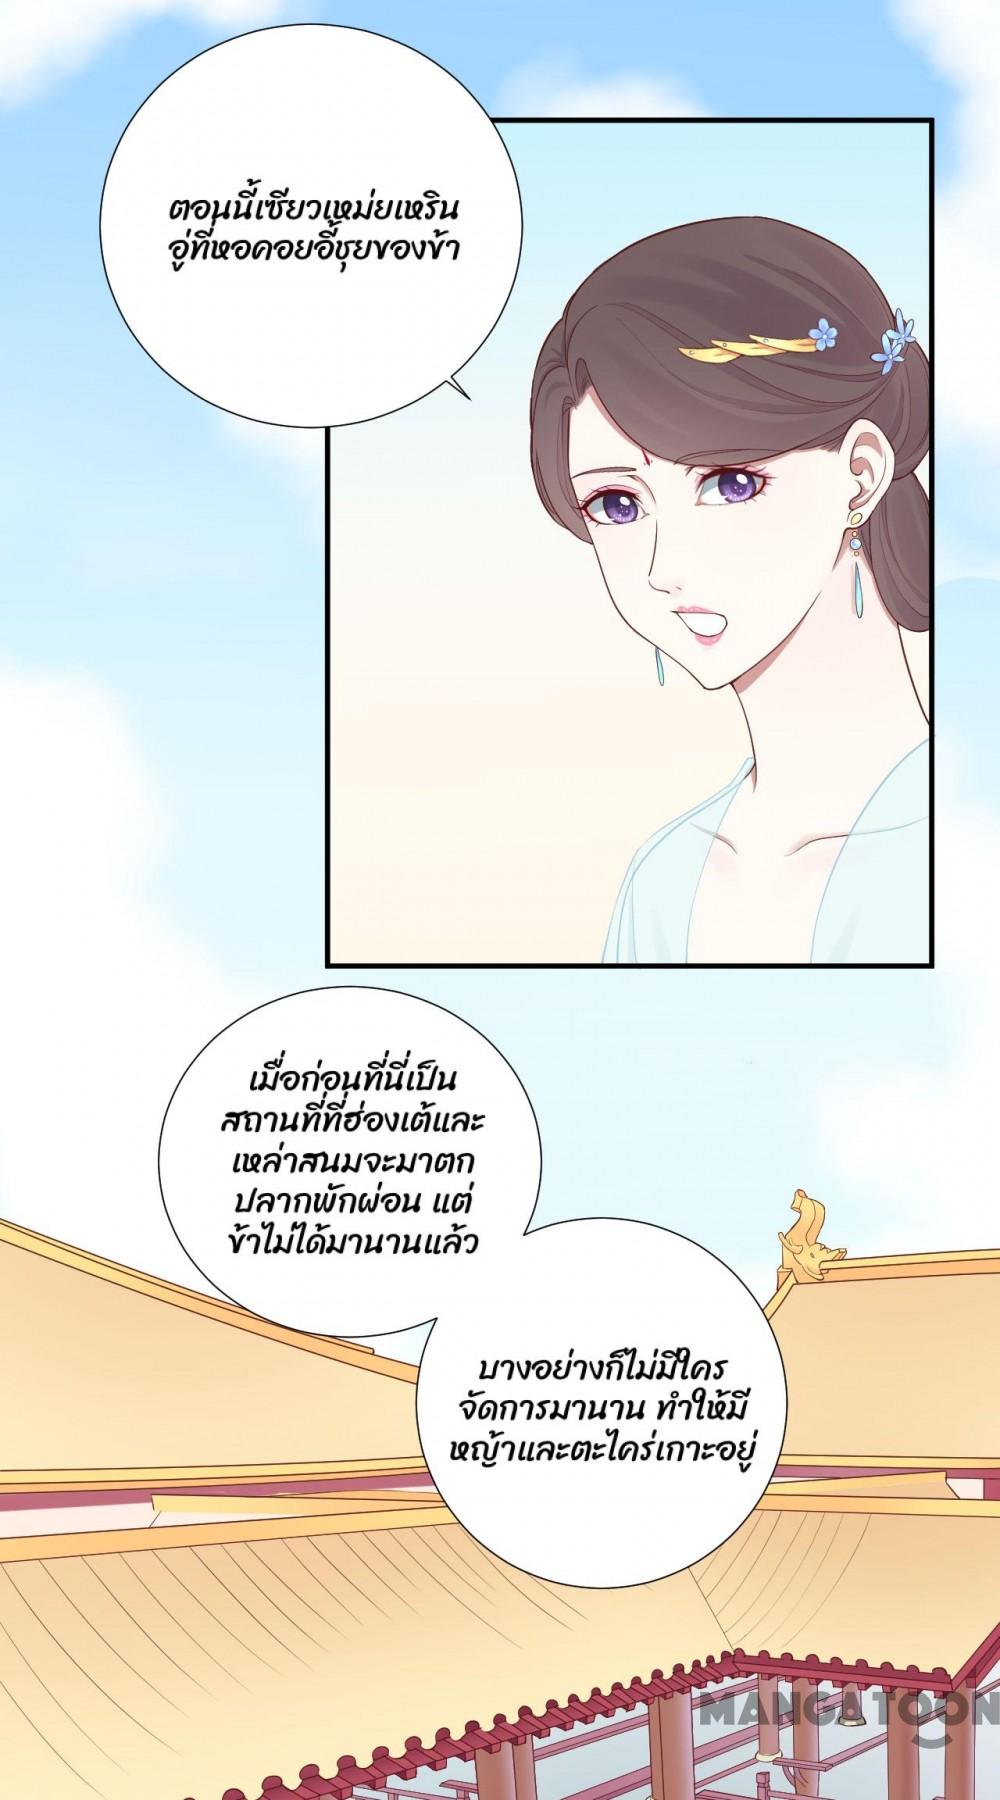 ตอนนี้เซียวเหม่ยเหริน
อู่ที่หอคอยอี้ชุยของข้า
เมื่อก่อนที่นี่เป็น
สถานที่ที่ฮ่องเต้และ
เหล่าสนมจะมาตก
ปลากพักผ่อน แต่
ข้าไม่ได้มานานแล้ว
บางอย่างก็ไม่มีใคร
จัดการมานาน ทำให้มี
หญ้าและตะไคร่เกาะอยู่
MANGATOON